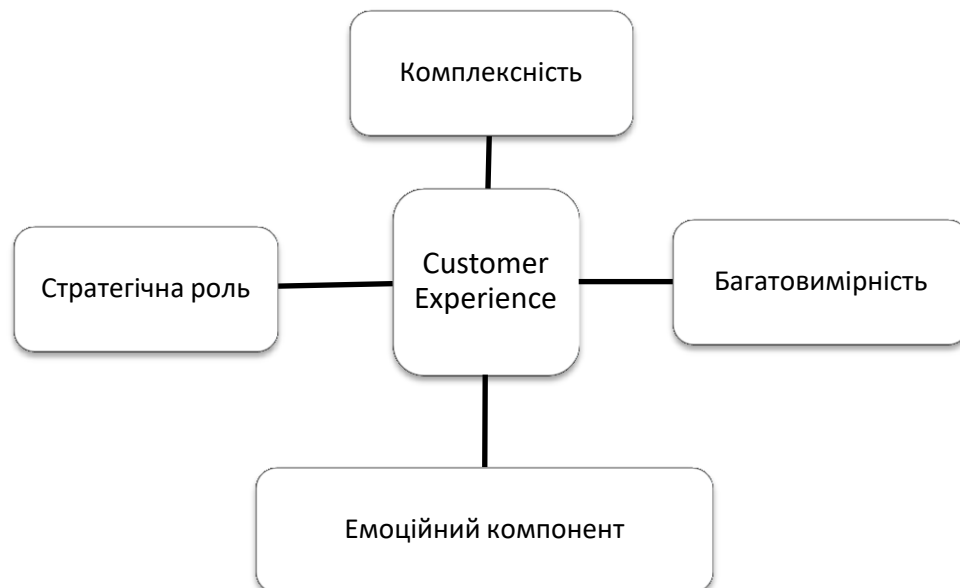 Комплексність
Стратегічна роль
Customer
Experience
Багатовимірність
Емоційний компонент